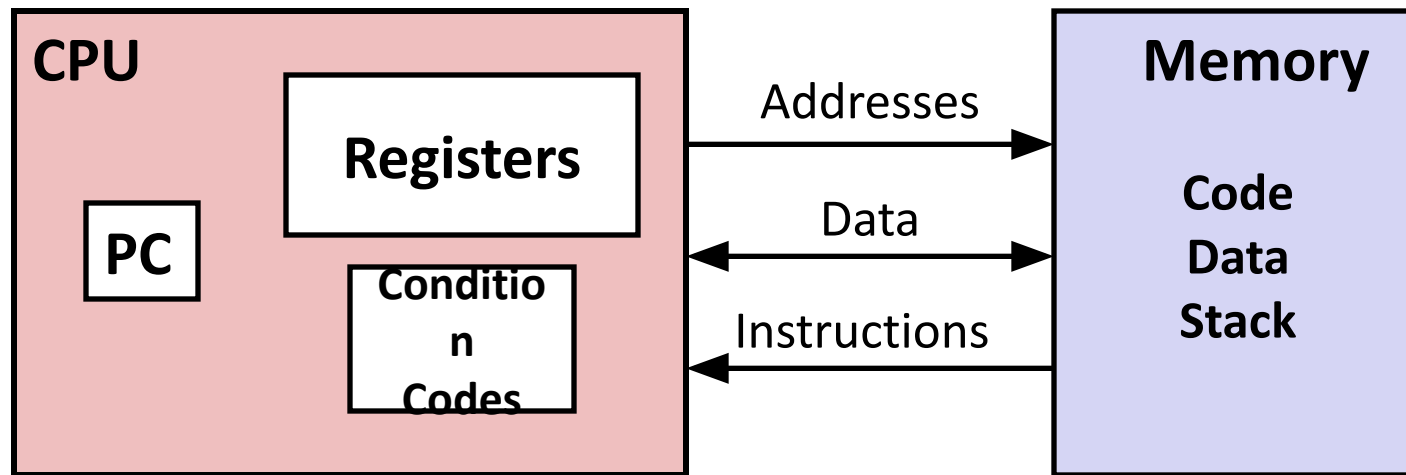 CPU
Registers
PC
Conditio
n
Codes
Addresses
Data
Instructions
Memory
Code
Data
Stack